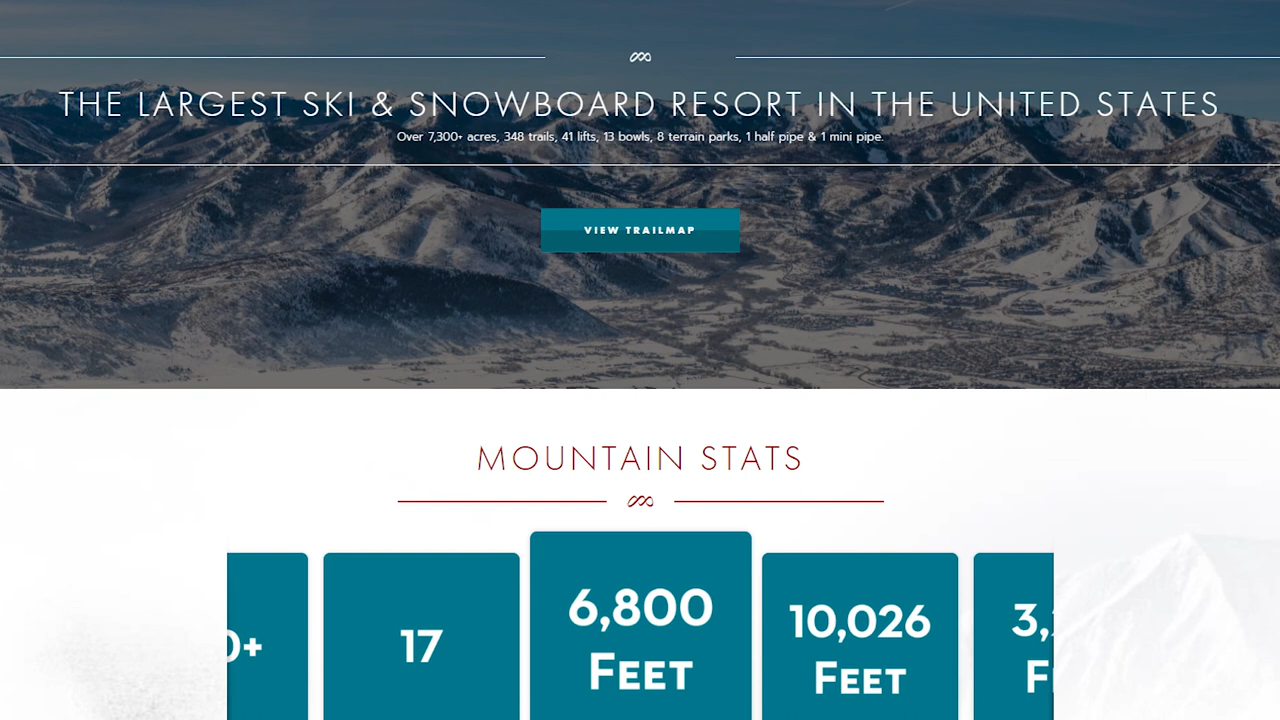 THE LARGEST SKI & SNOWBOARD RESORT IN THE UNITED STATES
Over 7,300+ acres, 348 trails, 41 lifts, 13 bowls, 8 terrain parks, 1 half pipe & 1 mini pipe.
VIEW TRAILMAP
MOUNTAIN STATS
17
6,800
FEET
10,026
FEET